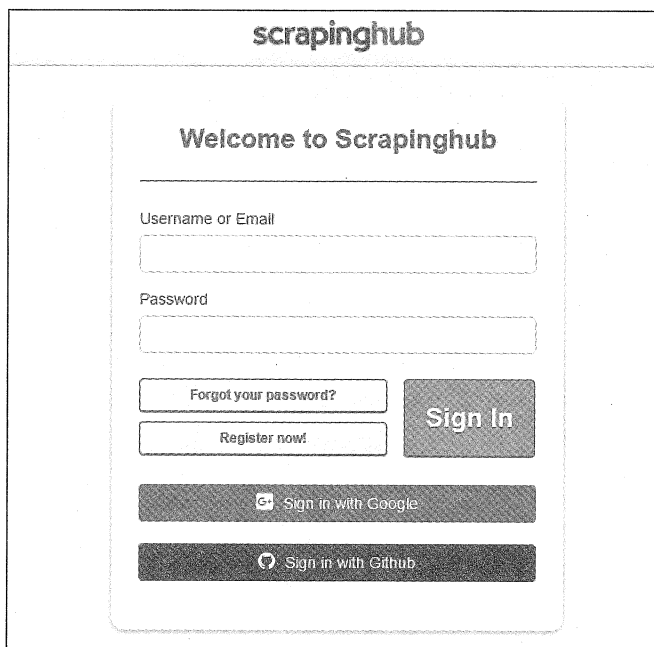 scrapinghub
Welcome to Scrapinghub
Username or Email
Password
Forgot your password?
Register now!
Sign In
G+ Sign in with Google
Sign in with Github